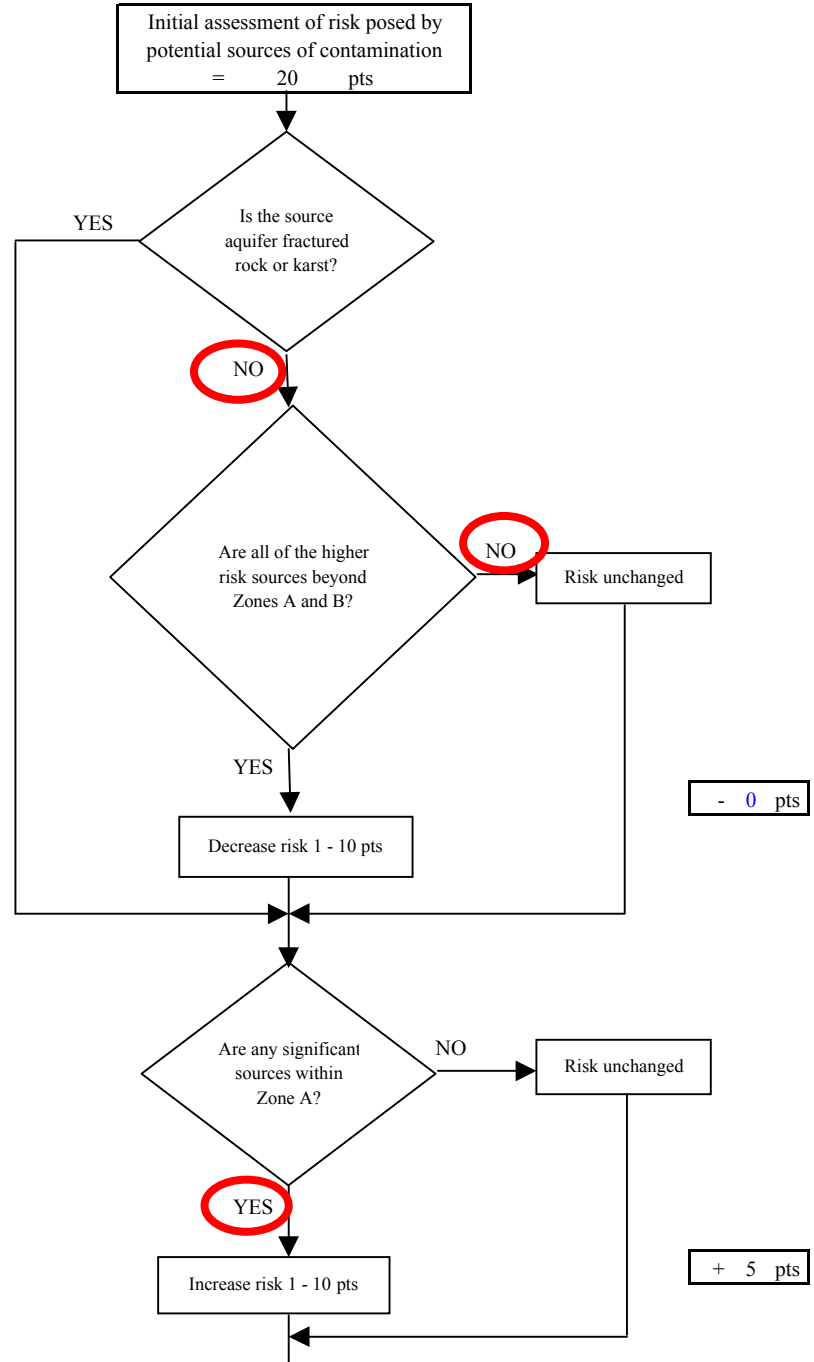 Initial assessment of risk posed by
potential sources of contamination
= 20 pts
YES
Is the source
aquifer fractured
rock or karst?
NO
Are all of the higher
risk sources beyond
Zones A and B?
NO
Risk unchanged
YES
- 0 pts
Decrease risk 1 - 10 pts
Are any significant
sources within
Zone A?
NO
Risk unchanged
YES
+ 5 pts
Increase risk 1 - 10 pts